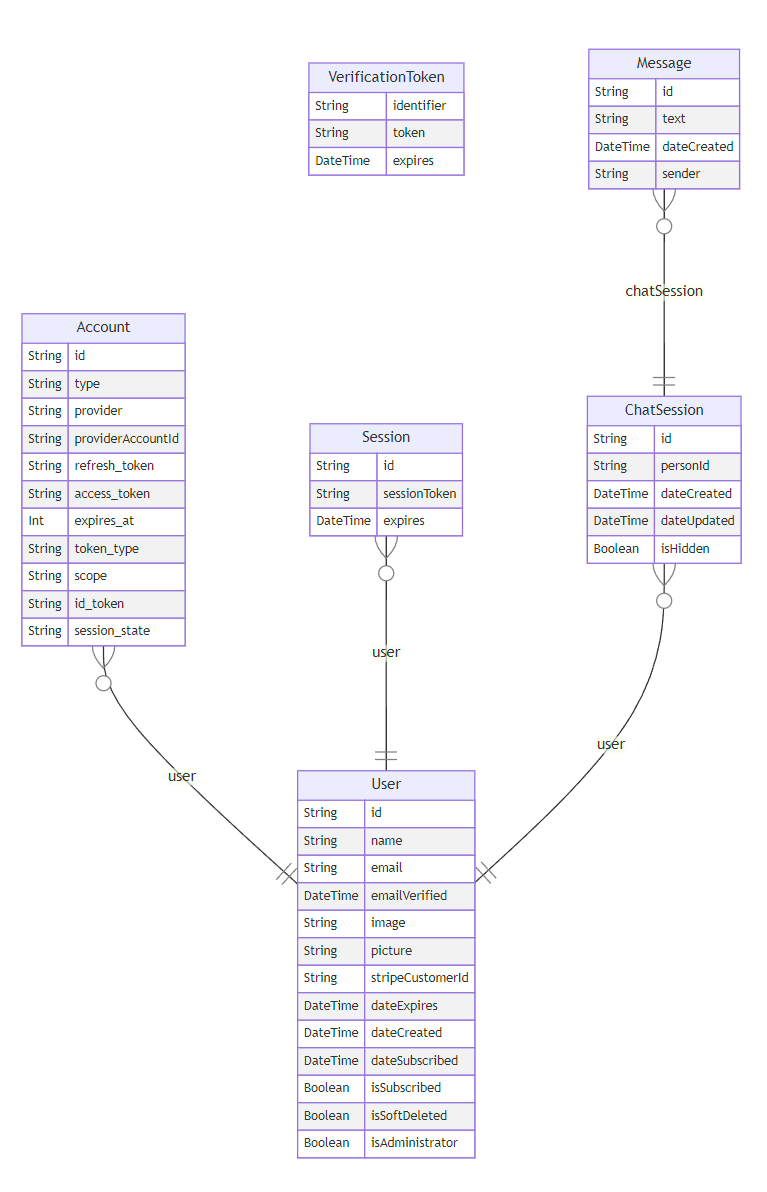 VerificationToken
String identifier
String token
DateTime expires
Message
String id
String text
DateTime dateCreated
String sender
chatSession
Account
String id
String type
String provider
String providerAccountId
String refresh_token
String access_token
Int expires_at
String token_type
String scope
String id_token
String session_state
Session
String id
String sessionToken
DateTime expires
ChatSession
String id
String personId
DateTime dateCreated
DateTime dateUpdated
Boolean isHidden
user
user
user
User
String id
String name
String email
DateTime emailVerified
String image
String picture
String stripeCustomerId
DateTime dateExpires
DateTime dateCreated
DateTime dateSubscribed
Boolean isSubscribed
Boolean isSoftDeleted
Boolean isAdministrator